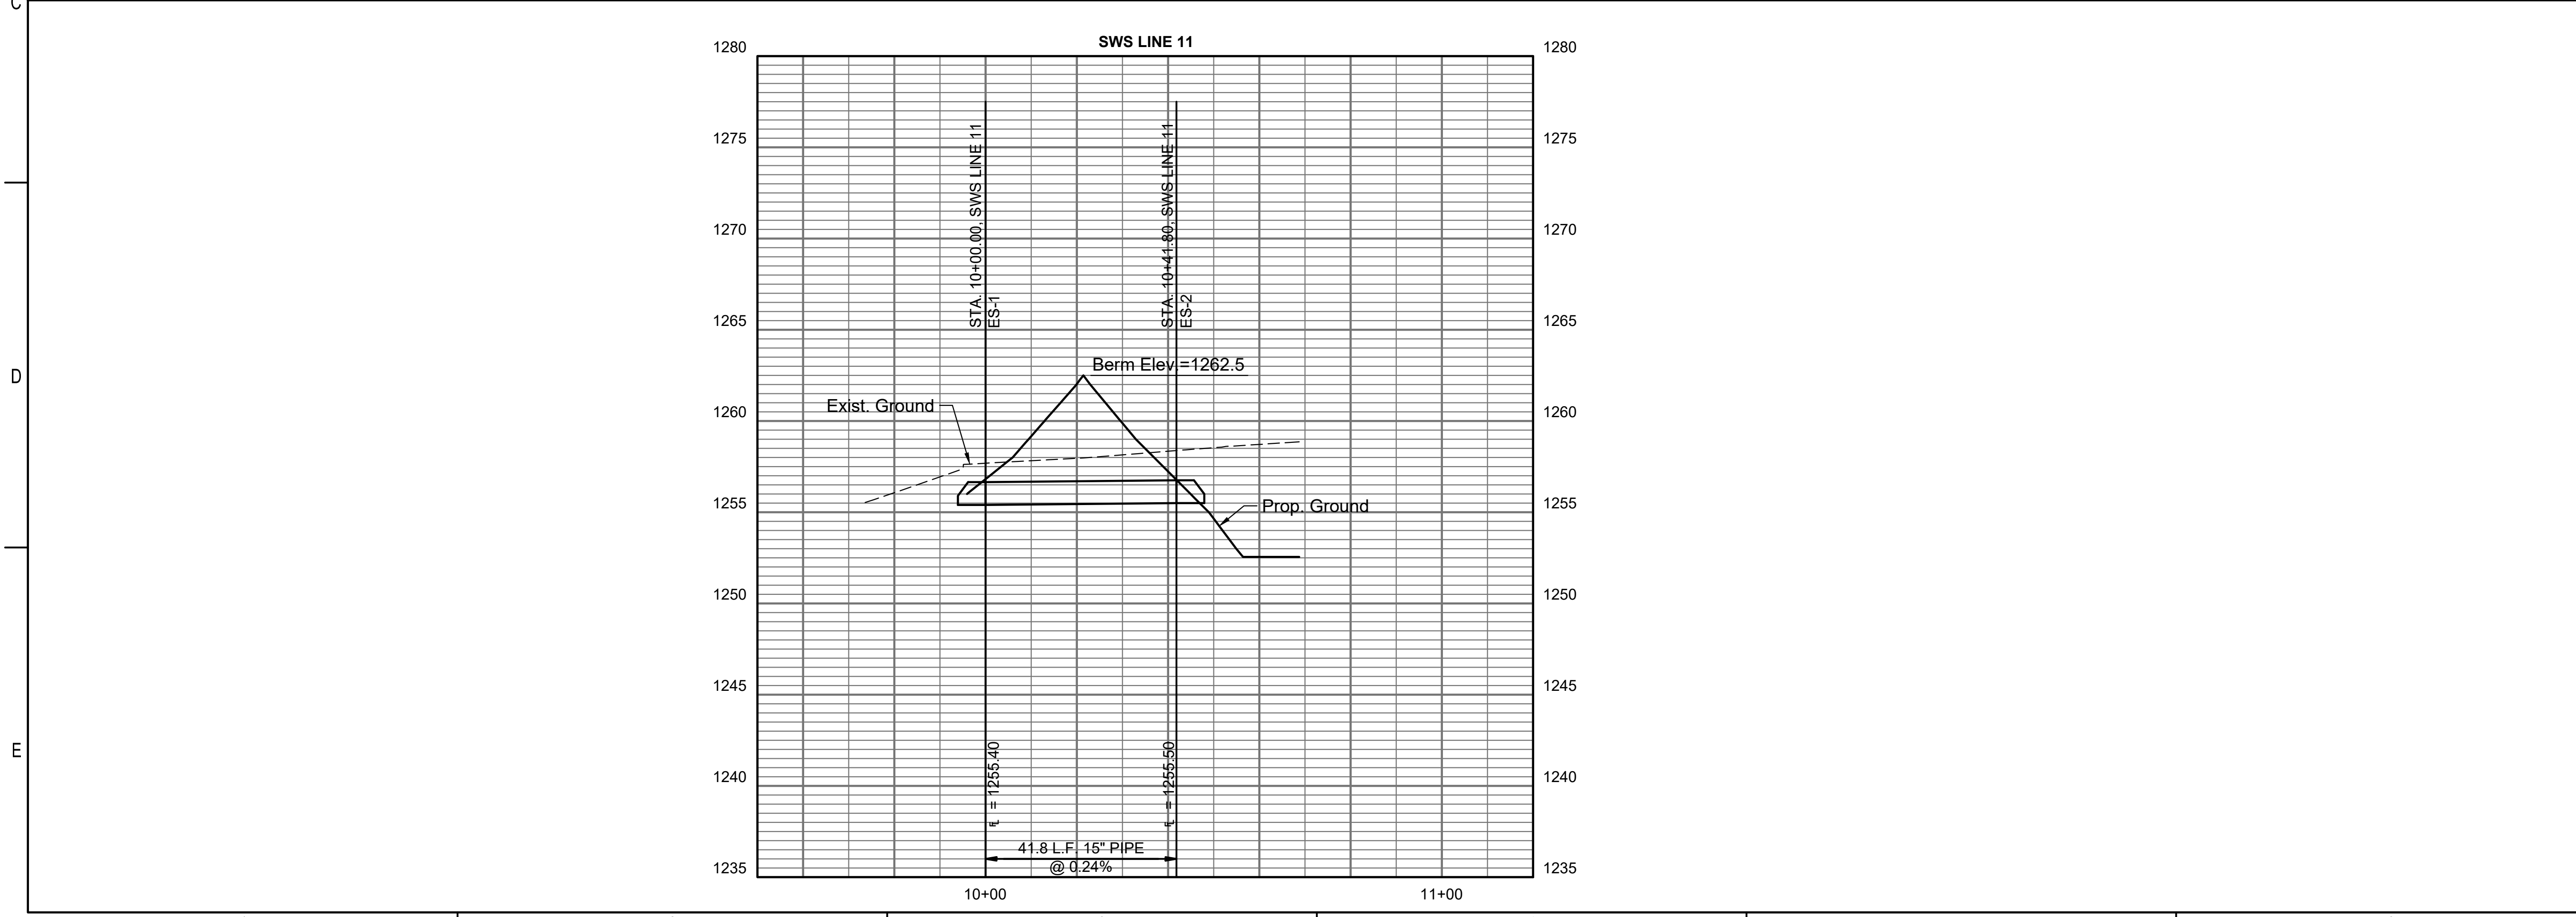 C
SWS LINE 11
1280 1280
1275 1275
STA. 10+00.00, SWS LINE 11
ES-1
STA. 10+41.80, SWS LINE 11
ES-2
1270 1270
1265 1265
Berm Elev.=1262.5
D
Exist. Ground
1260 1260
1255 1255
Prop. Ground
1250 1250
1245 1245
E
1240 1240
FL = 1255.40
FL = 1255.50
41.8 L.F. 15" PIPE
@ 0.24%
1235 1235
10+00 11+00